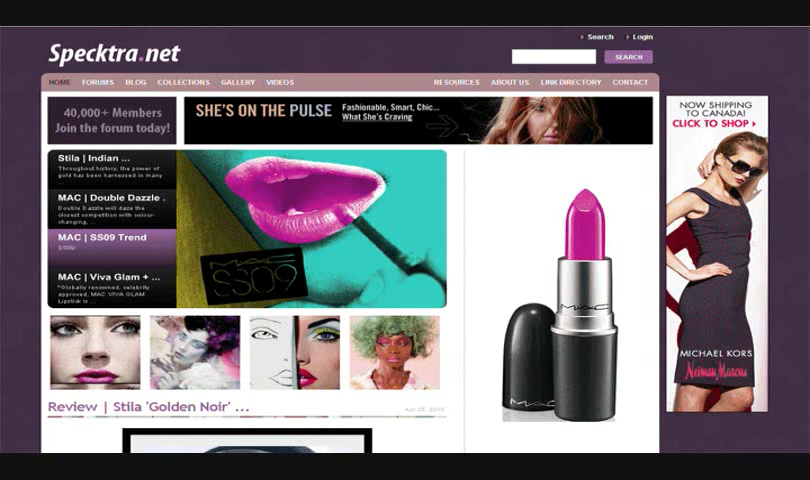 Search Login
Specktra.net
SEARCH
HOME FORUMS BLOG COLLECTIONS GALLERY VIDEOS RESOURCES ABOUT US LINK DIRECTORY CONTACT
40,000+ Members
Join the forum today!
SHE'S ON THE PULSE
Fashionable, Smart, Chic...
What She's Craving
NOW SHIPPING
TO CANADA!
CLICK TO SHOP
Stila | Indian ...
Throughout history, the power of
gold has been harnessed in many
...
MAC | Double Dazzle .
Double Dazzle will daze the
closest competition with colour-
changing, ...
MAC | SS09 Trend
SS09
MAC | Viva Glam + ...
"Globally renowned, celebrity
approved, MAC VIVA GLAM
Lipstick is ...
SS09
MAC
MAC
MICHAEL KORS
Neiman Marcus
Review | Stila 'Golden Noir' ...